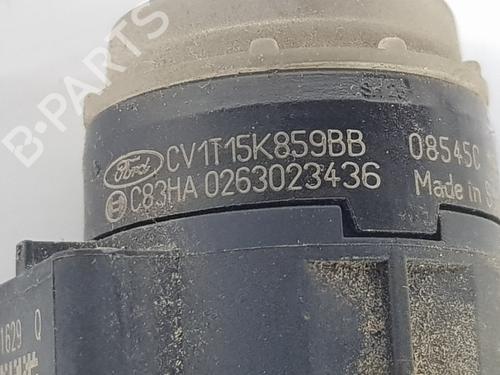 B-PARTS
Ford CV1T15K859BB 08545C
C83HA 0263023436 Made in
1629 Q